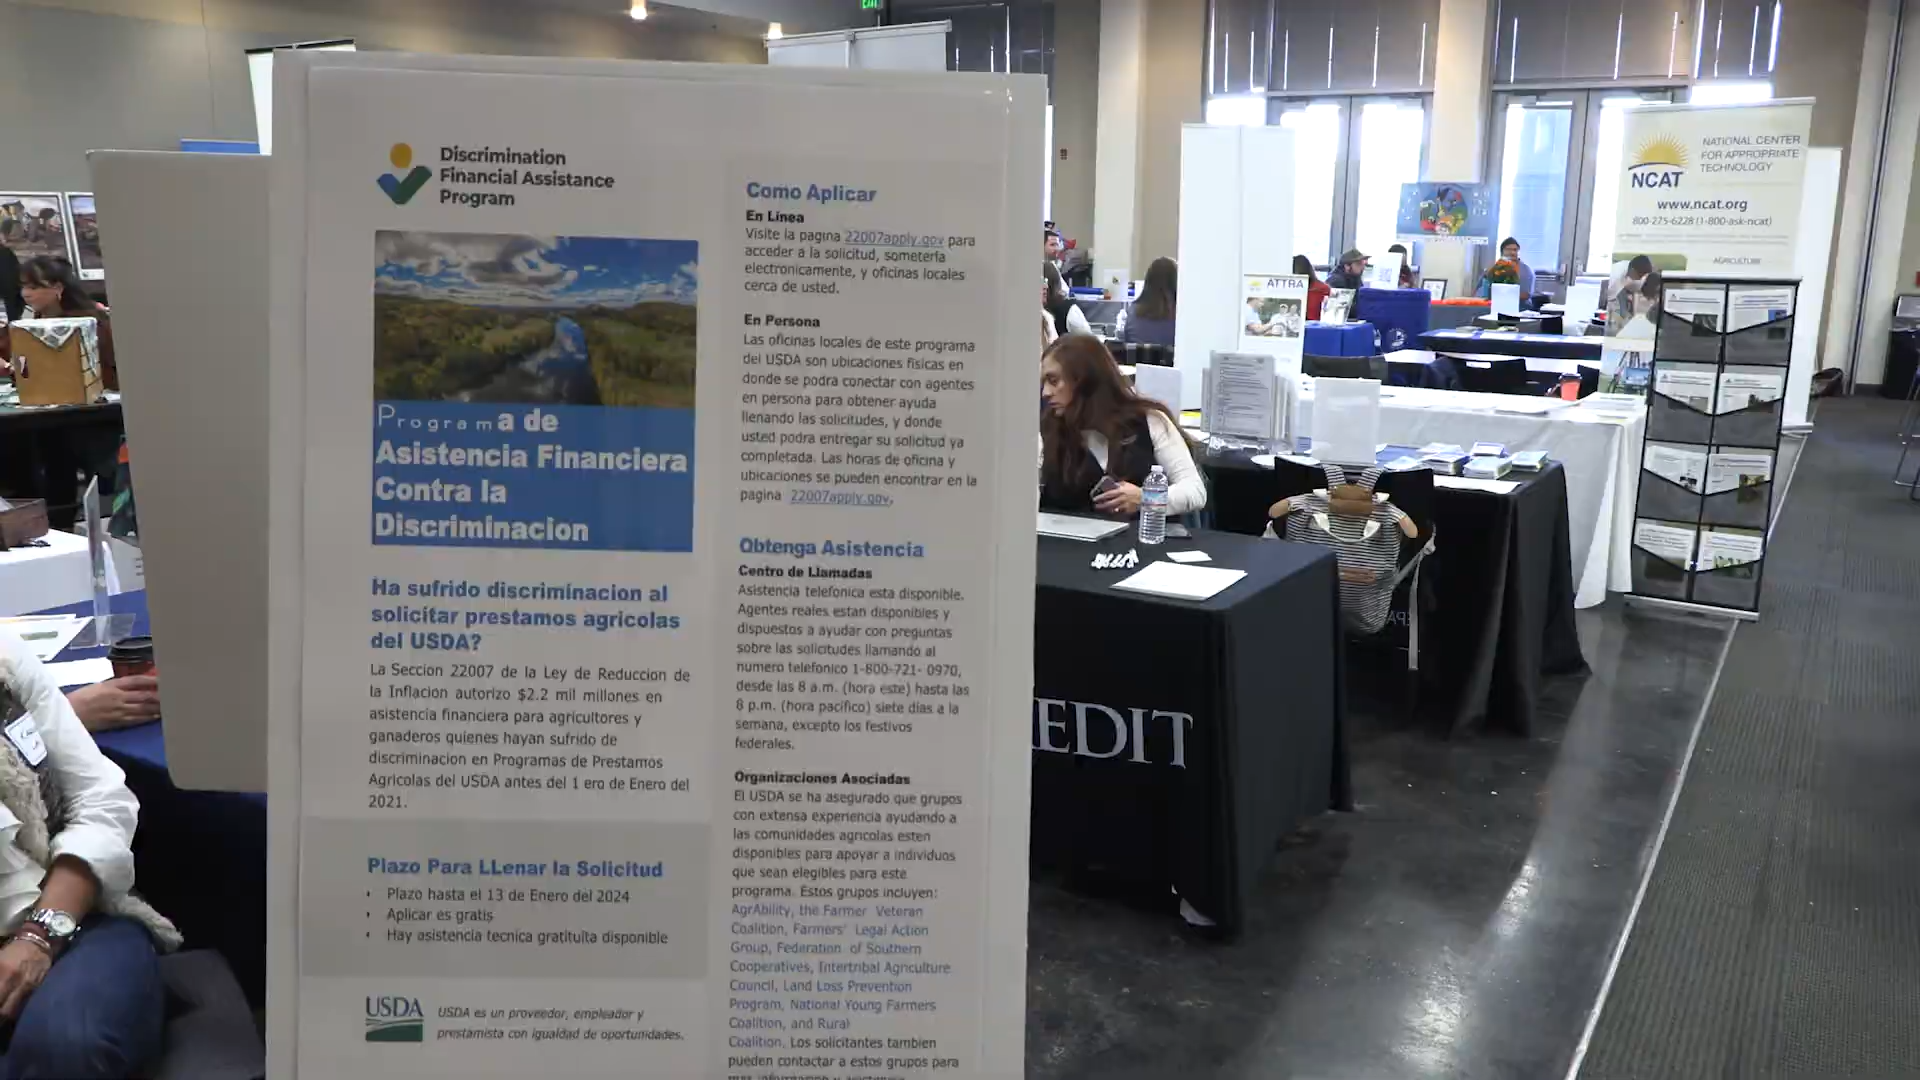 Discrimination
Financial Assistance
Program
Programa de
Asistencia Financiera
Contra la
Discriminacion
Ha sufrido discriminacion al
solicitar prestamos agricolas
del USDA?
La Seccion 22007 de la Ley de Reduccion de
la Inflacion autorizo $2.2 mil millones en
asistencia financiera para agricultores y
ganaderos quienes hayan sufrido de
discriminacion en Programas de Prestamos
Agricolas del USDA antes del 1 ero de Enero del
2021.
Plazo Para LLenar la Solicitud
• Plazo hasta el 13 de Enero del 2024
• Aplicar es gratis
• Hay asistencia tecnica gratituita disponible
USDA
USDA es un proveedor, empleador y
prestamista con igualdad de oportunidades.
Como Aplicar
En Linea
Visite la pagina 22007apply.gov para
acceder a la solicitud, someterla
electronicamente, y oficinas locales
cerca de usted.
En Persona
Las oficinas locales de este programa
del USDA son ubicaciones fisicas en
donde se podra conectar con agentes
en persona para obtener ayuda
llenando las solicitudes, y donde
usted podra entregar su solicitud ya
completada. Las horas de oficina y
ubicaciones se pueden encontrar en la
pagina 22007apply.gov.
Obtenga Asistencia
Centro de Llamadas
Asistencia telefonica esta disponible.
Agentes reales estan disponibles y
dispuestos a ayudar con preguntas
sobre las solicitudes llamando al
numero telefonico 1-800-721- 0970,
desde las 8 a.m. (hora este) hasta las
8 p.m. (hora pacifico) siete dias a la
semana, excepto los festivos
federales.
Organizaciones Asociadas
El USDA se ha asegurado que grupos
con extensa experiencia ayudando a
las comunidades agricolas esten
disponibles para apoyar a individuos
que sean elegibles para este
programa. Estos grupos incluyen:
AgrAbility, the Farmer Veteran
Coalition, Farmers' Legal Action
Group, Federation of Southern
Cooperatives, Intertribal Agriculture
Council, Land Loss Prevention
Program, National Young Farmers
Coalition, and Rural
Coalition. Los solicitantes tambien
pueden contactar a estos grupos para
EDIT
ATTRA
NCAT
NATIONAL CENTER
FOR APPROPRIATE
TECHNOLOGY
www.ncat.org
800-275-6228 (1-800-ask-ncat)
AGRICULTURE